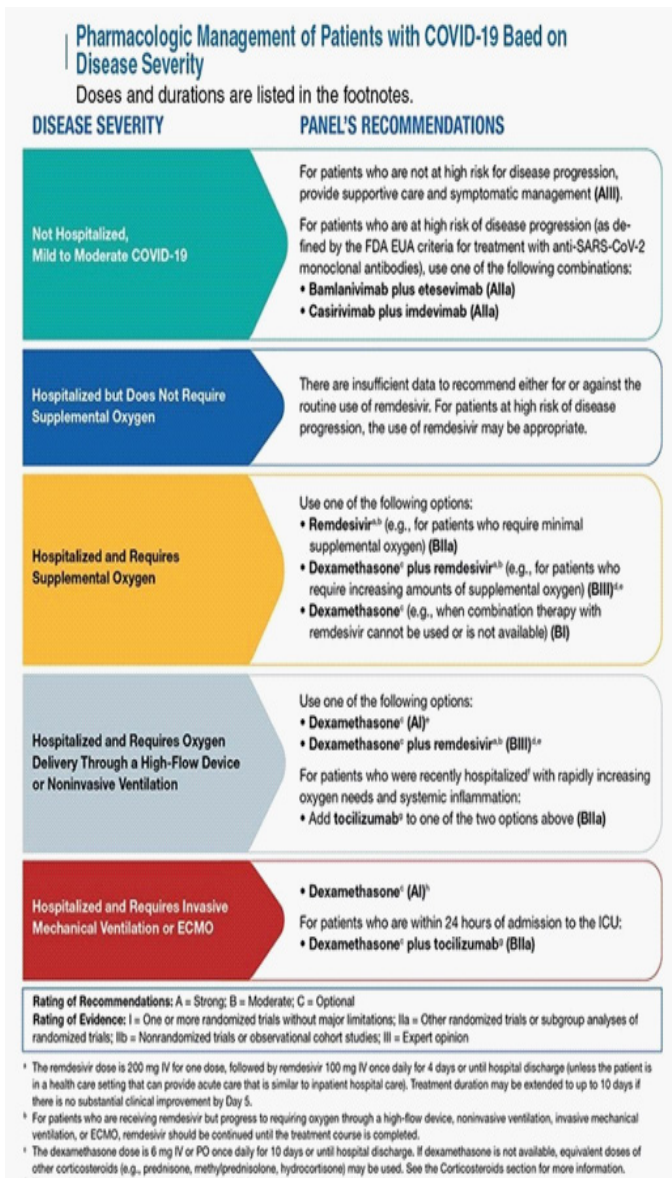 Pharmacologic Management of Patients with COVID-19 Baed on
Disease Severity
Doses and durations are listed in the footnotes.
DISEASE SEVERITY
PANEL'S RECOMMENDATIONS
Not Hospitalized,
Mild to Moderate COVID-19
For patients who are not at high risk for disease progression,
provide supportive care and symptomatic management (AIII).
For patients who are at high risk of disease progression (as de-
fined by the FDA EUA criteria for treatment with anti-SARS-CoV-2
monoclonal antibodies), use one of the following combinations:
• Bamlanivimab plus etesevimab (AIIa)
• Casirivimab plus imdevimab (AIIa)
Hospitalized but Does Not Require
Supplemental Oxygen
There are insufficient data to recommend either for or against the
routine use of remdesivir. For patients at high risk of disease
progression, the use of remdesivir may be appropriate.
Hospitalized and Requires
Supplemental Oxygen
Use one of the following options:
• Remdesivirᵃ,ᵇ (e.g., for patients who require minimal
supplemental oxygen) (BIIa)
• Dexamethasoneᶜ plus remdesivirᵃ,ᵇ (e.g., for patients who
require increasing amounts of supplemental oxygen) (BIII)ᵈ,ᵉ
• Dexamethasoneᶜ (e.g., when combination therapy with
remdesivir cannot be used or is not available) (BI)
Hospitalized and Requires Oxygen
Delivery Through a High-Flow Device
or Noninvasive Ventilation
Use one of the following options:
• Dexamethasoneᶜ (AI)ᵉ
• Dexamethasoneᶜ plus remdesivirᵃ,ᵇ (BIII)ᵈ,ᵉ
For patients who were recently hospitalizedᶠ with rapidly increasing
oxygen needs and systemic inflammation:
• Add tocilizumabᵍ to one of the two options above (BIIa)
Hospitalized and Requires Invasive
Mechanical Ventilation or ECMO
• Dexamethasoneᶜ (AI)ʰ
For patients who are within 24 hours of admission to the ICU:
• Dexamethasoneᶜ plus tocilizumabᵍ (BIIa)
Rating of Recommendations: A = Strong; B = Moderate; C = Optional
Rating of Evidence: I = One or more randomized trials without major limitations; IIa = Other randomized trials or subgroup analyses of
randomized trials; IIb = Nonrandomized trials or observational cohort studies; III = Expert opinion
ᵃ The remdesivir dose is 200 mg IV for one dose, followed by remdesivir 100 mg IV once daily for 4 days or until hospital discharge (unless the patient is
in a health care setting that can provide acute care that is similar to inpatient hospital care). Treatment duration may be extended to up to 10 days if
there is no substantial clinical improvement by Day 5.
ᵇ For patients who are receiving remdesivir but progress to requiring oxygen through a high-flow device, noninvasive ventilation, invasive mechanical
ventilation, or ECMO, remdesivir should be continued until the treatment course is completed.
ᶜ The dexamethasone dose is 6 mg IV or PO once daily for 10 days or until hospital discharge. If dexamethasone is not available, equivalent doses of
other corticosteroids (e.g., prednisone, methylprednisolone, hydrocortisone) may be used. See the Corticosteroids section for more information.